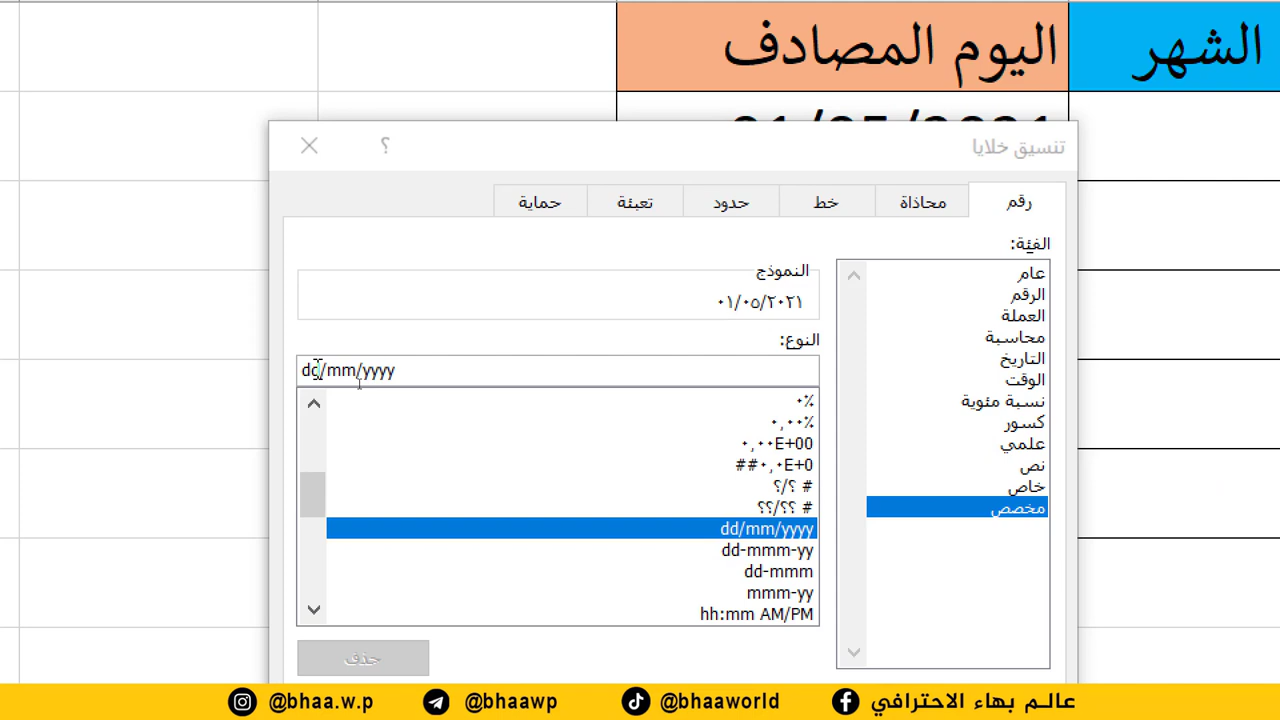 الشهر
اليوم المصادف
تنسيق خلايا
؟
رقم
محاذاة
خط
حدود
تعبئة
حماية
الفئة:
عام
الرقم
العملة
محاسبة
التاريخ
الوقت
نسبة مئوية
كسور
علمي
نص
خاص
مخصص
النموذج
٠١/٠٥/٢٠٢١
النوع:
dd/mm/yyyy
٠%
٠,٠٠%
٠,٠٠E+00
##٠,٠E+0
# ؟/؟
# ؟؟/؟؟
dd/mm/yyyy
dd-mmm-yy
dd-mmm
mmm-yy
hh:mm AM/PM
حذف
@bhaa.w.p
@bhaawp
@bhaaworld
عالم بهاء الاحترافي